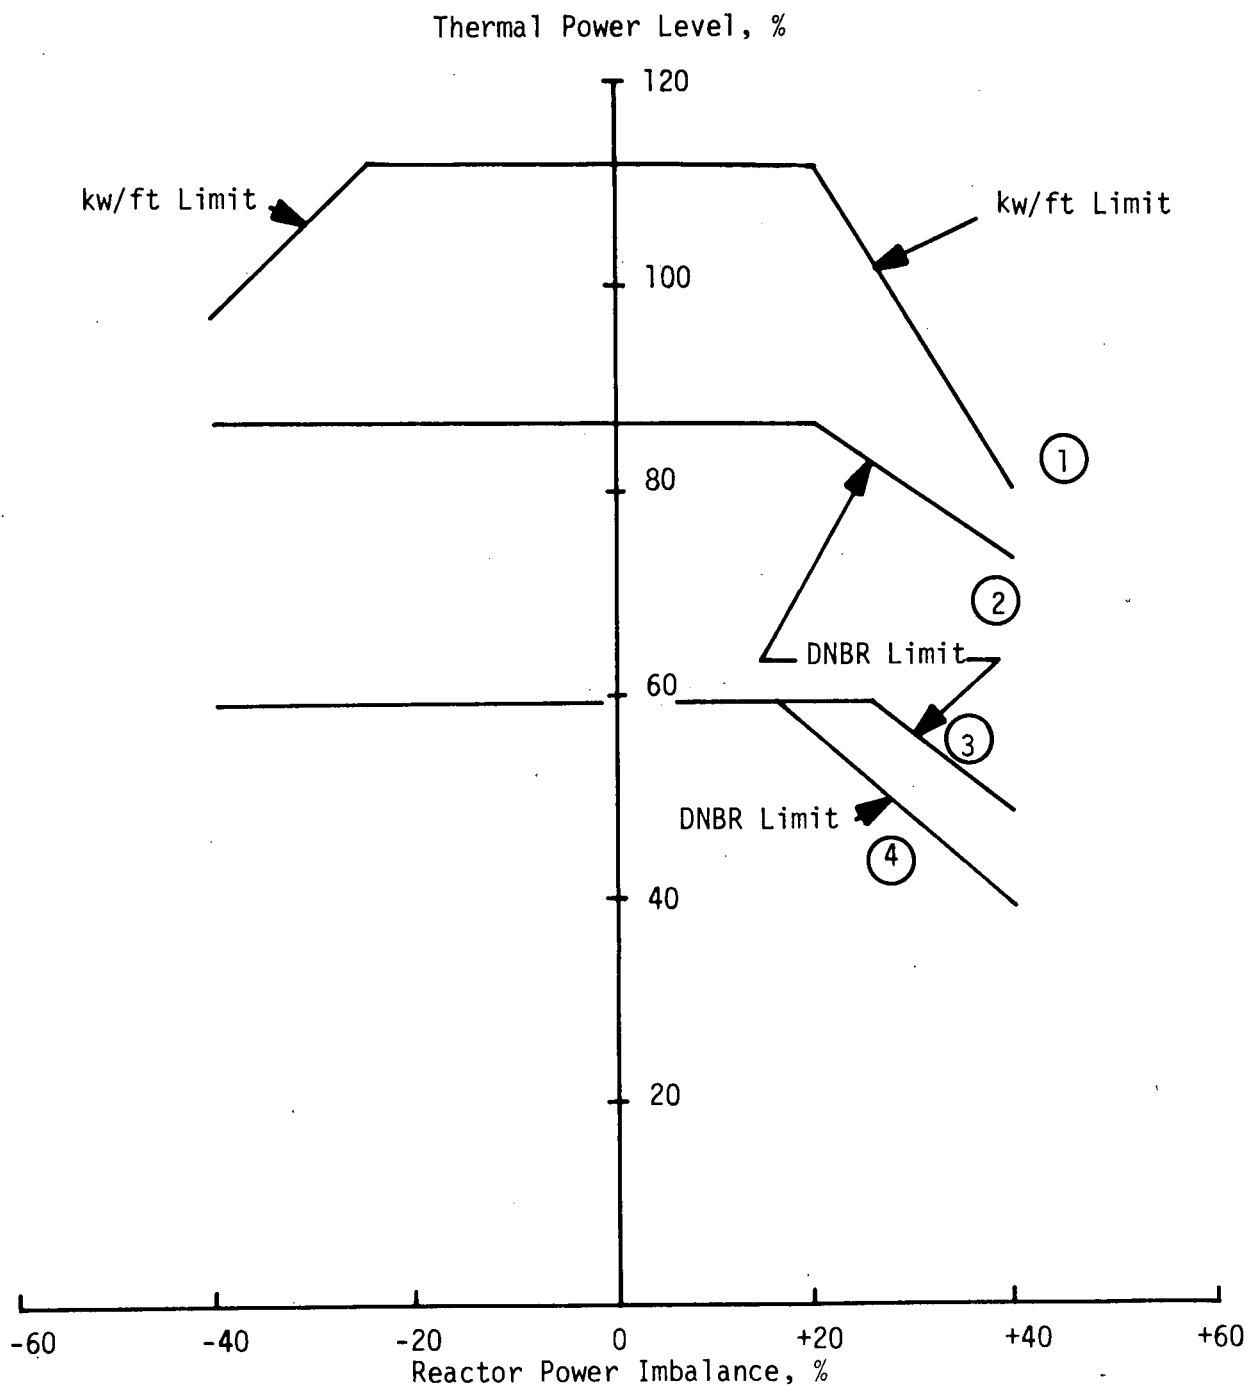 Thermal Power Level, %
120
kw/ft Limit
kw/ft Limit
100
1
80
2
DNBR Limit
60
3
DNBR Limit
4
40
20
-60
-40
-20
0
+20
+40
+60
Reactor Power Imbalance, %